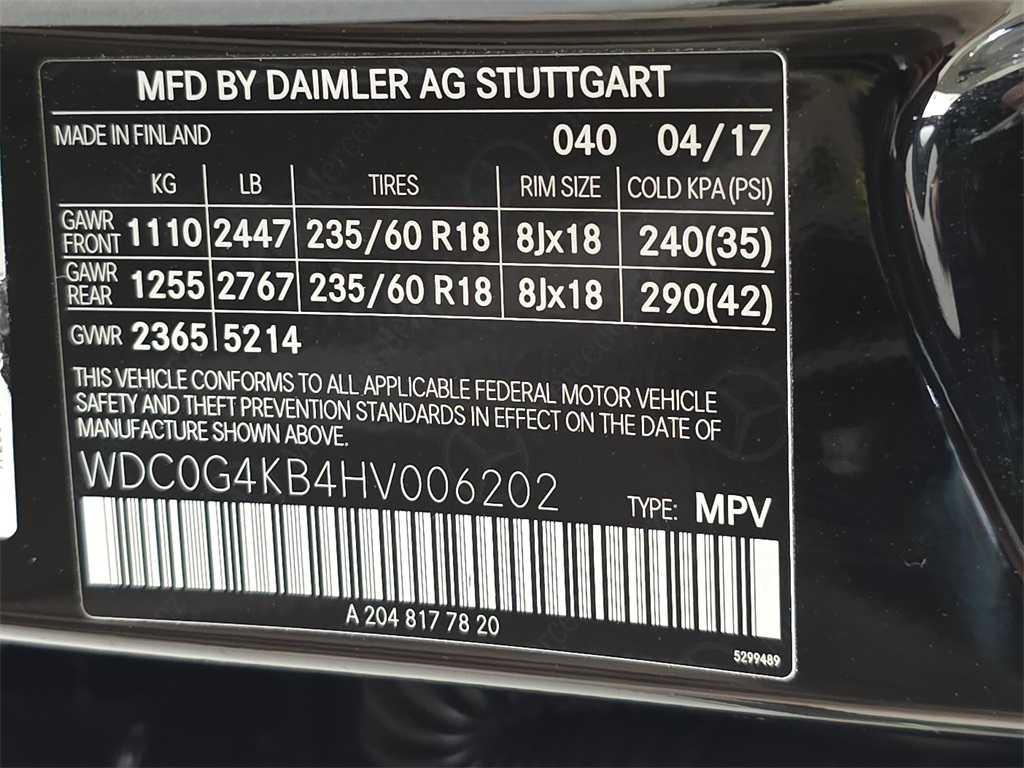 MFD BY DAIMLER AG STUTTGART
MADE IN FINLAND 040 04/17
KG LB TIRES RIM SIZE COLD KPA (PSI)
GAWR FRONT 1110 2447 235/60 R18 8Jx18 240(35)
GAWR REAR 1255 2767 235/60 R18 8Jx18 290(42)
GVWR 2365 5214
THIS VEHICLE CONFORMS TO ALL APPLICABLE FEDERAL MOTOR VEHICLE
SAFETY AND THEFT PREVENTION STANDARDS IN EFFECT ON THE DATE OF
MANUFACTURE SHOWN ABOVE.
WDC0G4KB4HV006202
TYPE: MPV
A 204 817 78 20
5299489